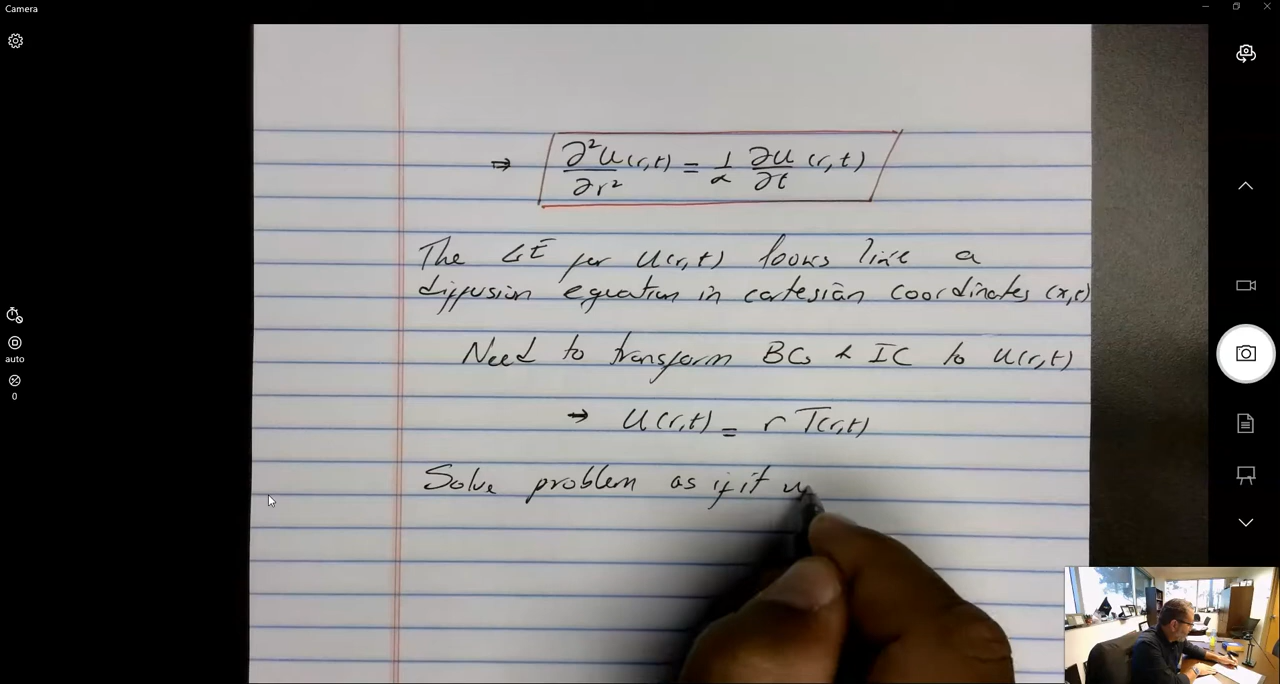 Camera
⇒ ∂²U(r,t)/∂r² = 1/α ∂U/∂t (r,t)
The GE for U(r,t) looks like a
diffusion equation in cartesian coordinates (x,t)
Need to transform BCs & IC to U(r,t)
auto
0
→ U(r,t) = r T(r,t)
Solve problem as if it w